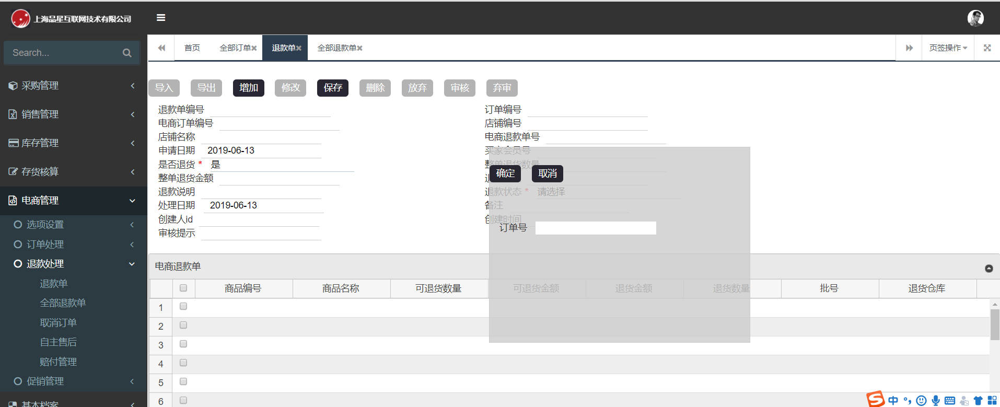 上海品星互联网技术有限公司
Search...
首页
全部订单
退款单
全部退款单
页签操作
采购管理
销售管理
库存管理
存货核算
电商管理
选项设置
订单处理
退款处理
退款单
全部退款单
取消订单
自主售后
赔付管理
促销管理
基本档案
导入 导出 增加 修改 保存 删除 放弃 审核 弃审
退款单编号
订单编号
电商订单编号
店铺编号
店铺名称
电商退款单号
申请日期 2019-06-13
买家会员号
是否退货 * 是
整单退货数量
整单退货金额
退款说明
退款状态 * 请选择
处理日期 2019-06-13
备注
创建人id
创建时间
审核提示
确定 取消
订单号
电商退款单
商品编号 商品名称 可退货数量 可退货金额 退货金额 退货数量 批号 退货仓库
1
2
3
4
5
6
中